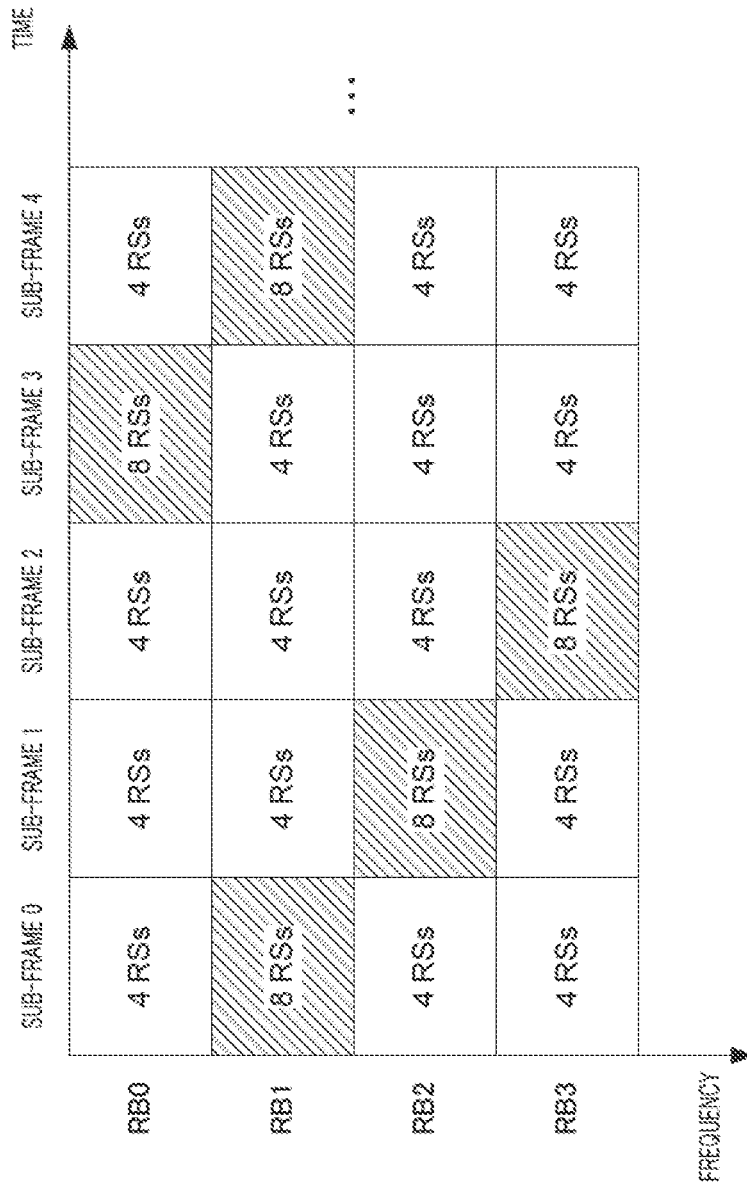 TIME
SUB-FRAME 0 SUB-FRAME 1 SUB-FRAME 2 SUB-FRAME 3 SUB-FRAME 4
RB0 4 RSs 4 RSs 4 RSs 8 RSs 4 RSs
RB1 8 RSs 4 RSs 4 RSs 4 RSs 8 RSs
...
RB2 4 RSs 8 RSs 4 RSs 4 RSs 4 RSs
RB3 4 RSs 4 RSs 8 RSs 4 RSs 4 RSs
FREQUENCY